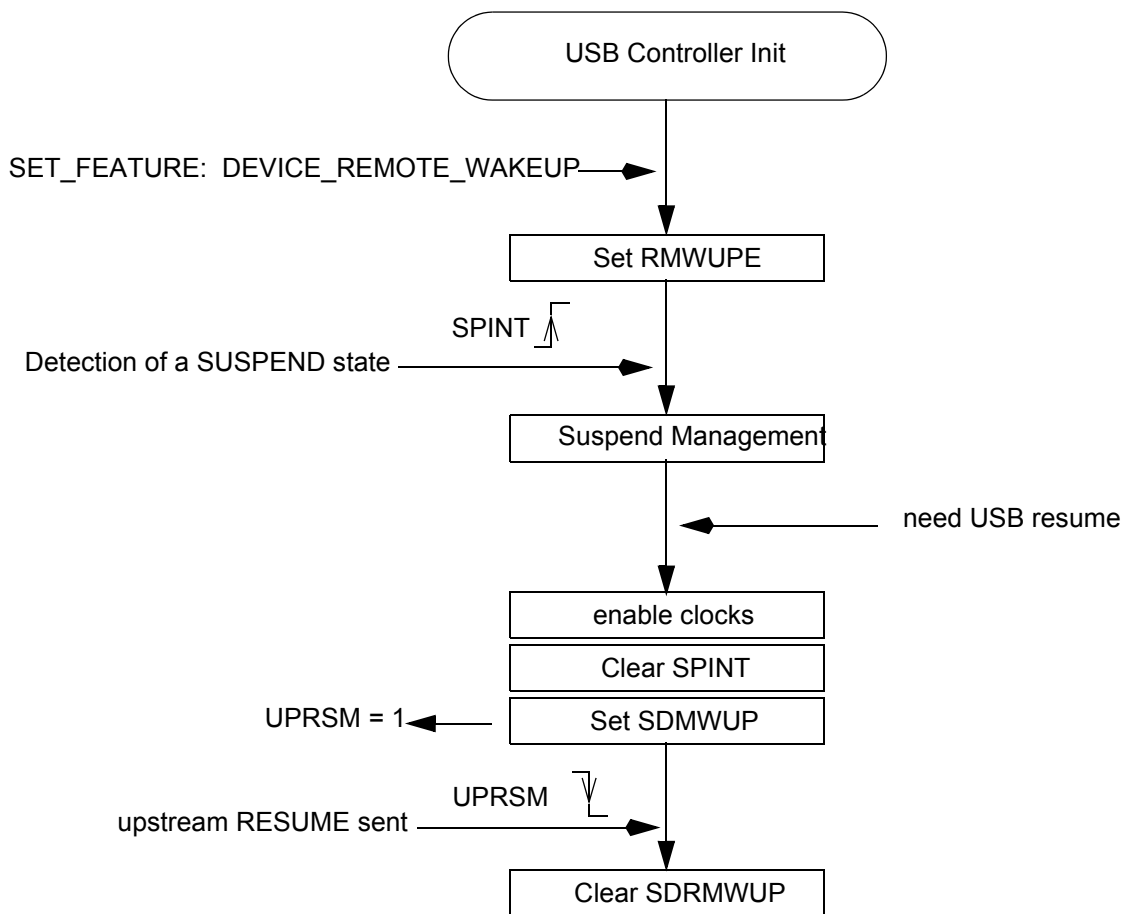 USB Controller Init
SET_FEATURE: DEVICE_REMOTE_WAKEUP
Set RMWUPE
SPINT
Detection of a SUSPEND state
Suspend Management
need USB resume
enable clocks
Clear SPINT
UPRSM = 1
Set SDMWUP
UPRSM
upstream RESUME sent
Clear SDRMWUP